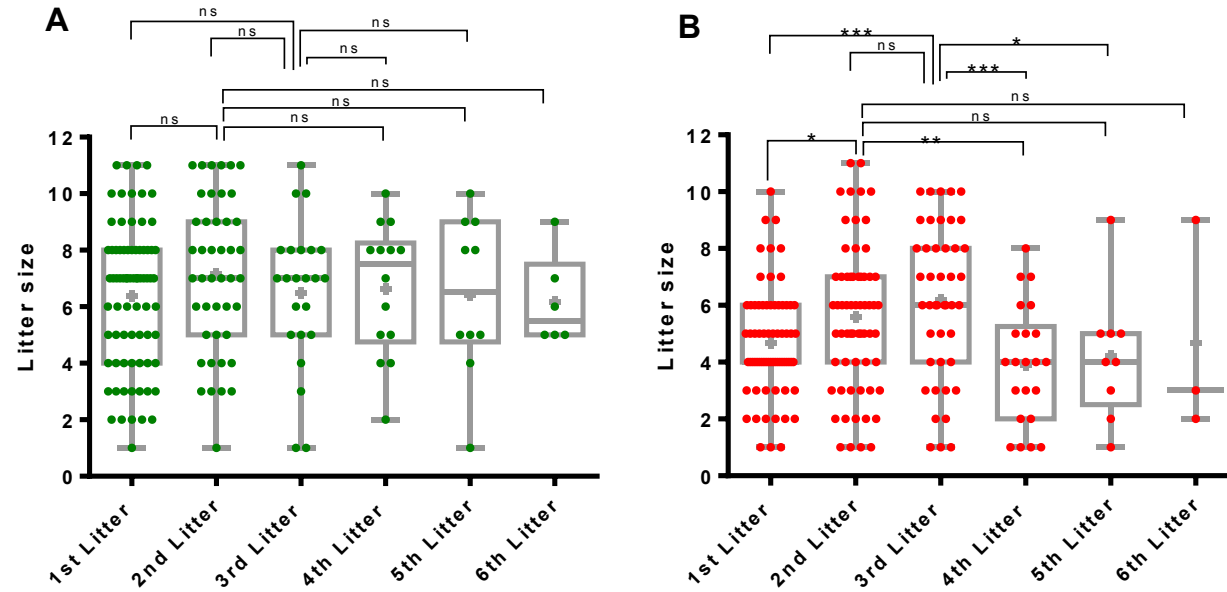 A
ns
ns
ns
ns
ns
ns
ns
ns
Litter size
12
10
8
6
4
2
0
1st Litter
2nd Litter
3rd Litter
4th Litter
5th Litter
6th Litter
B
***
*
ns
***
ns
ns
*
**
Litter size
12
10
8
6
4
2
0
1st Litter
2nd Litter
3rd Litter
4th Litter
5th Litter
6th Litter